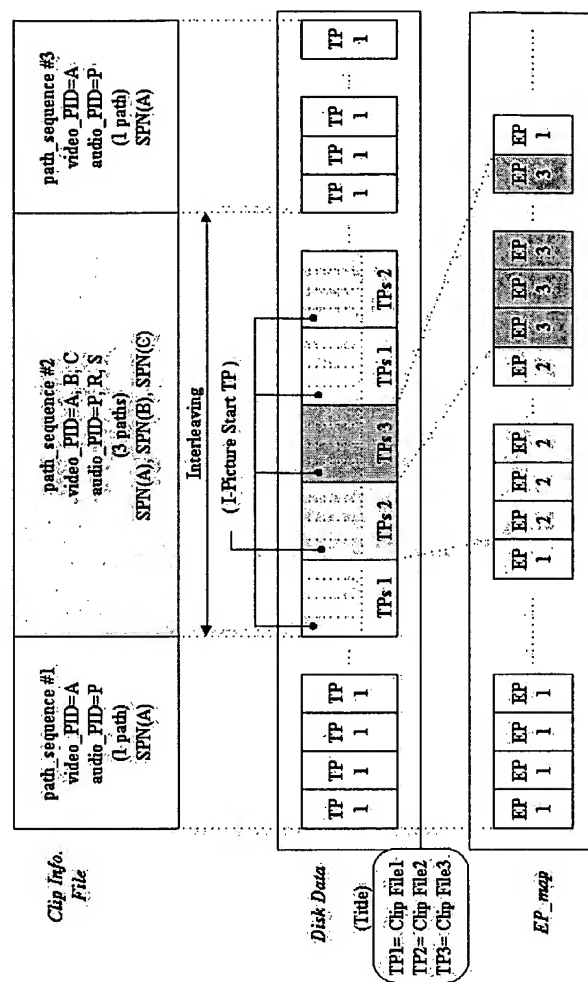 Clip Info.
File
path_sequence #1
video_PID=A
audio_PID=P
(1 path)
SPN(A)
path_sequence #2
video_PID=A, B, C
audio_PID=P, R, S
(3 paths)
SPN(A), SPN(B), SPN(C)
path_sequence #3
video_PID=A
audio_PID=P
(1 path)
SPN(A)
Interleaving
( I-Picture Start TP )
Disk Data
(Title)
TP1= Clip File1
TP2= Clip File2
TP3= Clip File3
TP 1
TP 1
TP 1
TP 1
...
TPs 1
TPs 2
TPs 3
TPs 1
TPs 2
...
TP 1
TP 1
TP 1
...
TP 1
EP_map
EP 1
EP 1
EP 1
EP 1
EP 1
EP 2
EP 2
EP 2
EP 2
EP 3
EP 3
EP 3
EP 3
EP 1